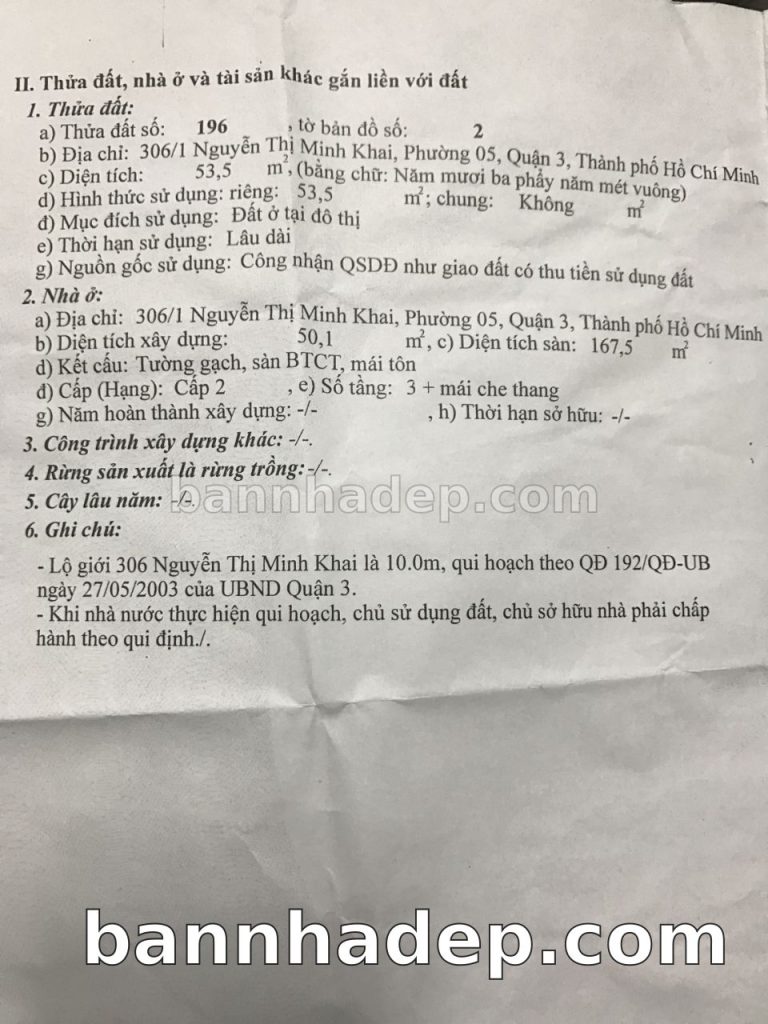 II. Thửa đất, nhà ở và tài sản khác gắn liền với đất
1. Thửa đất:
a) Thửa đất số: 196 , tờ bản đồ số: 2
b) Địa chỉ: 306/1 Nguyễn Thị Minh Khai, Phường 05, Quận 3, Thành phố Hồ Chí Minh
c) Diện tích: 53,5 m², (bằng chữ: Năm mươi ba phẩy năm mét vuông)
d) Hình thức sử dụng: riêng: 53,5 m²; chung: Không m²
đ) Mục đích sử dụng: Đất ở tại đô thị
e) Thời hạn sử dụng: Lâu dài
g) Nguồn gốc sử dụng: Công nhận QSDĐ như giao đất có thu tiền sử dụng đất
2. Nhà ở:
a) Địa chỉ: 306/1 Nguyễn Thị Minh Khai, Phường 05, Quận 3, Thành phố Hồ Chí Minh
b) Diện tích xây dựng: 50,1 m², c) Diện tích sàn: 167,5 m²
d) Kết cấu: Tường gạch, sàn BTCT, mái tôn
đ) Cấp (Hạng): Cấp 2 , e) Số tầng: 3 + mái che thang
g) Năm hoàn thành xây dựng: -/- , h) Thời hạn sở hữu: -/-
3. Công trình xây dựng khác: -/-.
4. Rừng sản xuất là rừng trồng: -/-.
5. Cây lâu năm: -/-.
bannhadep.com
6. Ghi chú:
- Lộ giới 306 Nguyễn Thị Minh Khai là 10.0m, qui hoạch theo QĐ 192/QĐ-UB
ngày 27/05/2003 của UBND Quận 3.
- Khi nhà nước thực hiện qui hoạch, chủ sử dụng đất, chủ sở hữu nhà phải chấp
hành theo qui định./.
bannhadep.com